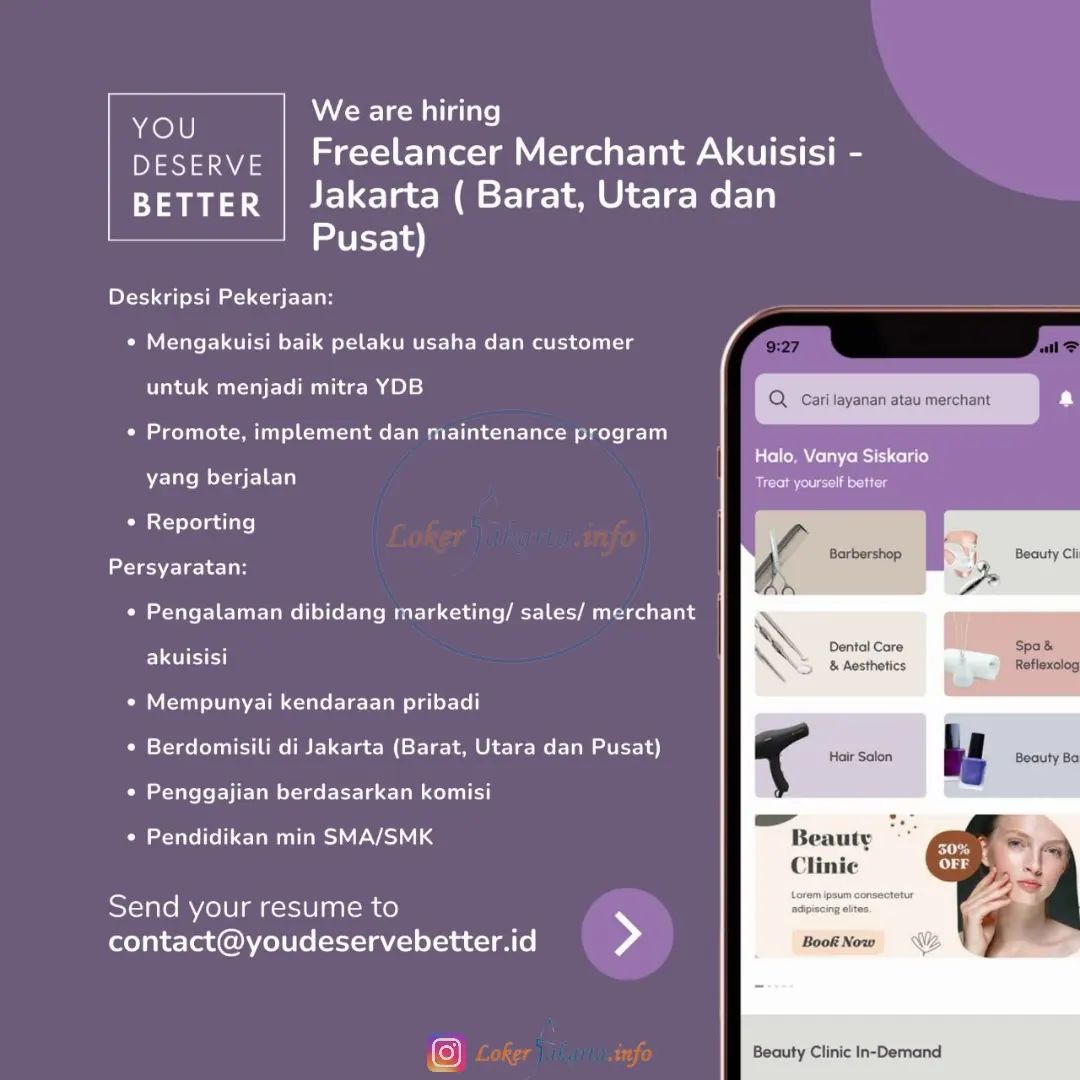 YOU
DESERVE
BETTER
We are hiring
Freelancer Merchant Akuisisi -
Jakarta ( Barat, Utara dan
Pusat)
Deskripsi Pekerjaan:
• Mengakuisi baik pelaku usaha dan customer
untuk menjadi mitra YDB
• Promote, implement dan maintenance program
yang berjalan
• Reporting
Persyaratan:
• Pengalaman dibidang marketing/ sales/ merchant
akuisisi
• Mempunyai kendaraan pribadi
• Berdomisili di Jakarta (Barat, Utara dan Pusat)
• Penggajian berdasarkan komisi
• Pendidikan min SMA/SMK
Send your resume to
contact@youdeservebetter.id
Loker Jakarta.info
9:27
Cari layanan atau merchant
Halo, Vanya Siskario
Treat yourself better
Barbershop
Beauty Cli
Dental Care
& Aesthetics
Spa &
Reflexolog
Hair Salon
Beauty Ba
Beauty
Clinic
30%
OFF
Lorem ipsum consectetur
adipiscing elites.
Book Now
Beauty Clinic In-Demand
Loker Jakarta.info